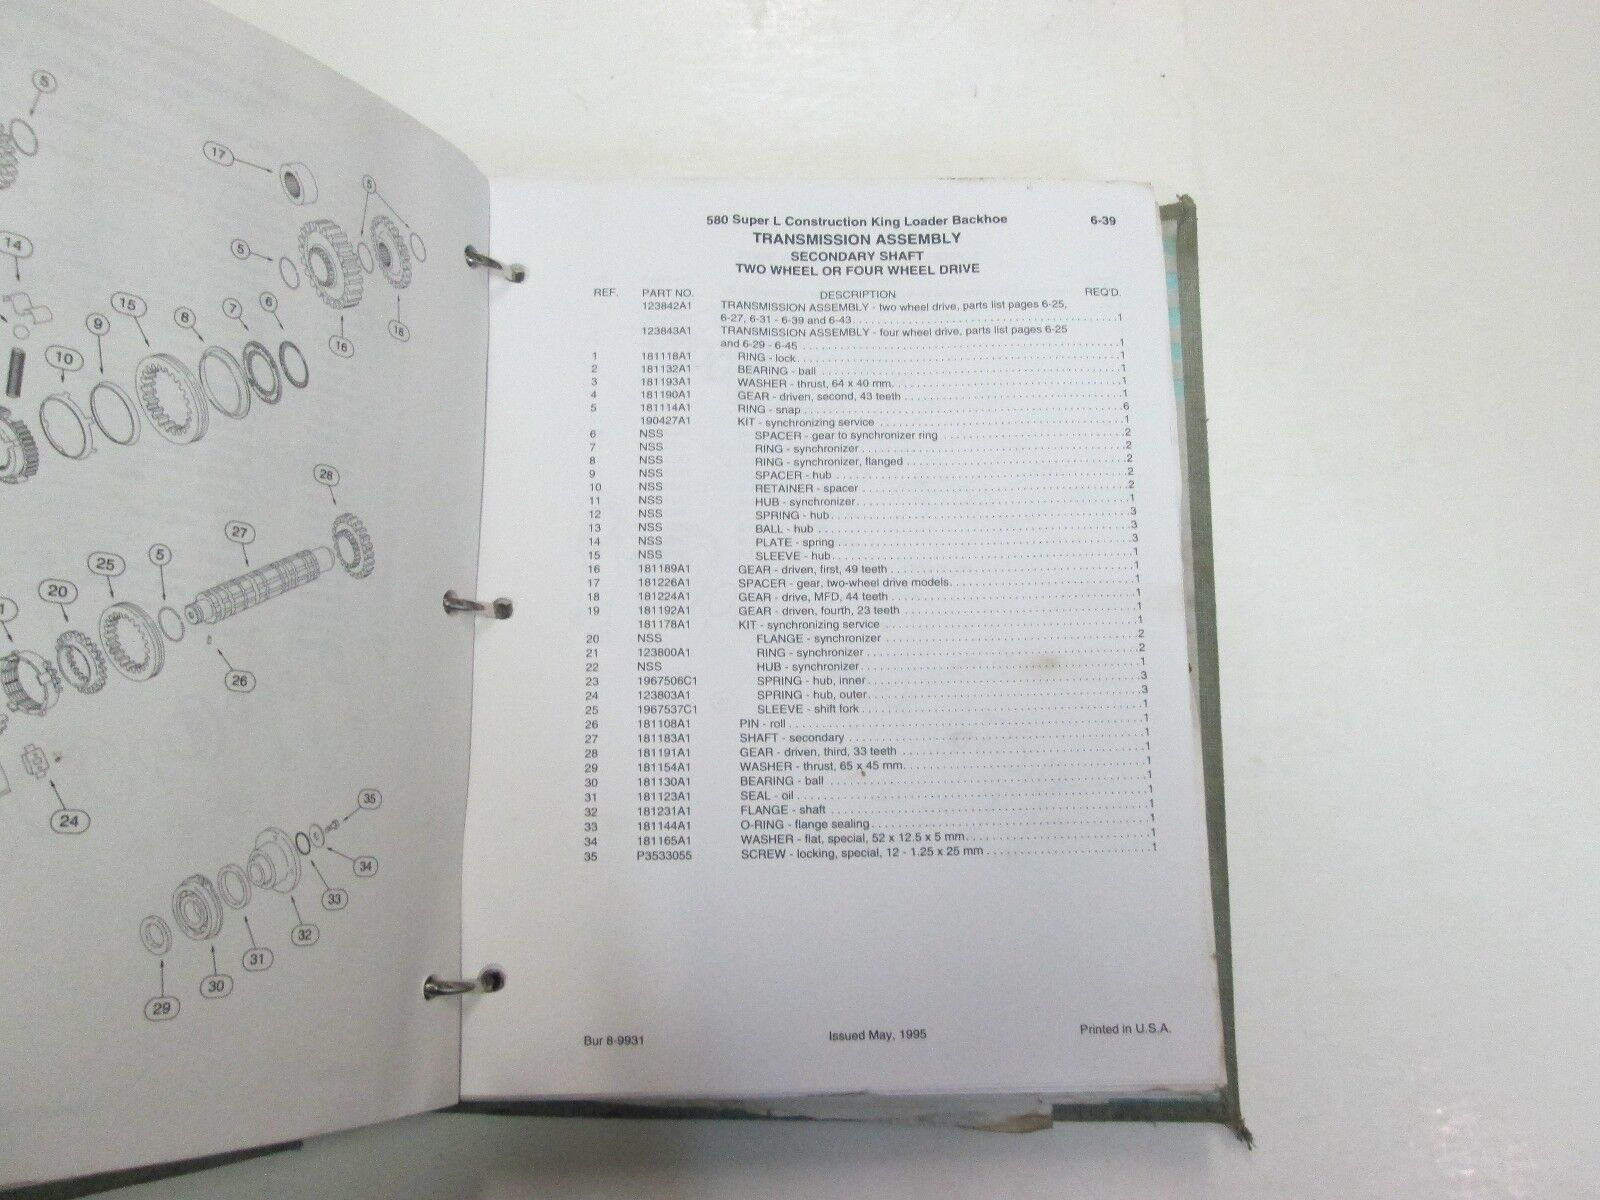 5
17
5
14
5
18
15
6
7
8
9
16
10
28
27
5
25
20
1
26
24
35
34
33
32
31
30
29
580 Super L Construction King Loader Backhoe 6-39
TRANSMISSION ASSEMBLY
SECONDARY SHAFT
TWO WHEEL OR FOUR WHEEL DRIVE
REF. PART NO. DESCRIPTION REQ'D.
123842A1 TRANSMISSION ASSEMBLY - two wheel drive, parts list pages 6-25,
6-27, 6-31 - 6-39 and 6-43 1
123843A1 TRANSMISSION ASSEMBLY - four wheel drive, parts list pages 6-25
and 6-29 - 6-45 1
1 181118A1 RING - lock 1
2 181132A1 BEARING - ball 1
3 181193A1 WASHER - thrust, 64 x 40 mm 1
4 181190A1 GEAR - driven, second, 43 teeth 1
5 181114A1 RING - snap 6
190427A1 KIT - synchronizing service 1
6 NSS SPACER - gear to synchronizer ring 2
7 NSS RING - synchronizer 2
8 NSS RING - synchronizer, flanged 2
9 NSS SPACER - hub 2
10 NSS RETAINER - spacer 2
11 NSS HUB - synchronizer 1
12 NSS SPRING - hub 3
13 NSS BALL - hub 3
14 NSS PLATE - spring 3
15 NSS SLEEVE - hub 1
16 181189A1 GEAR - driven, first, 49 teeth 1
17 181226A1 SPACER - gear, two-wheel drive models 1
18 181224A1 GEAR - drive, MFD, 44 teeth 1
19 181192A1 GEAR - driven, fourth, 23 teeth 1
181178A1 KIT - synchronizing service 1
20 NSS FLANGE - synchronizer 2
21 123800A1 RING - synchronizer 2
22 NSS HUB - synchronizer 1
23 1967506C1 SPRING - hub, inner 3
24 123803A1 SPRING - hub, outer 3
25 1967537C1 SLEEVE - shift fork 1
26 181108A1 PIN - roll 1
27 181183A1 SHAFT - secondary 1
28 181191A1 GEAR - driven, third, 33 teeth 1
29 181154A1 WASHER - thrust, 65 x 45 mm 1
30 181130A1 BEARING - ball 1
31 181123A1 SEAL - oil 1
32 181231A1 FLANGE - shaft 1
33 181144A1 O-RING - flange sealing 1
34 181165A1 WASHER - flat, special, 52 x 12.5 x 5 mm 1
35 P3533055 SCREW - locking, special, 12 - 1.25 x 25 mm 1
Bur 8-9931 Issued May, 1995 Printed in U.S.A.